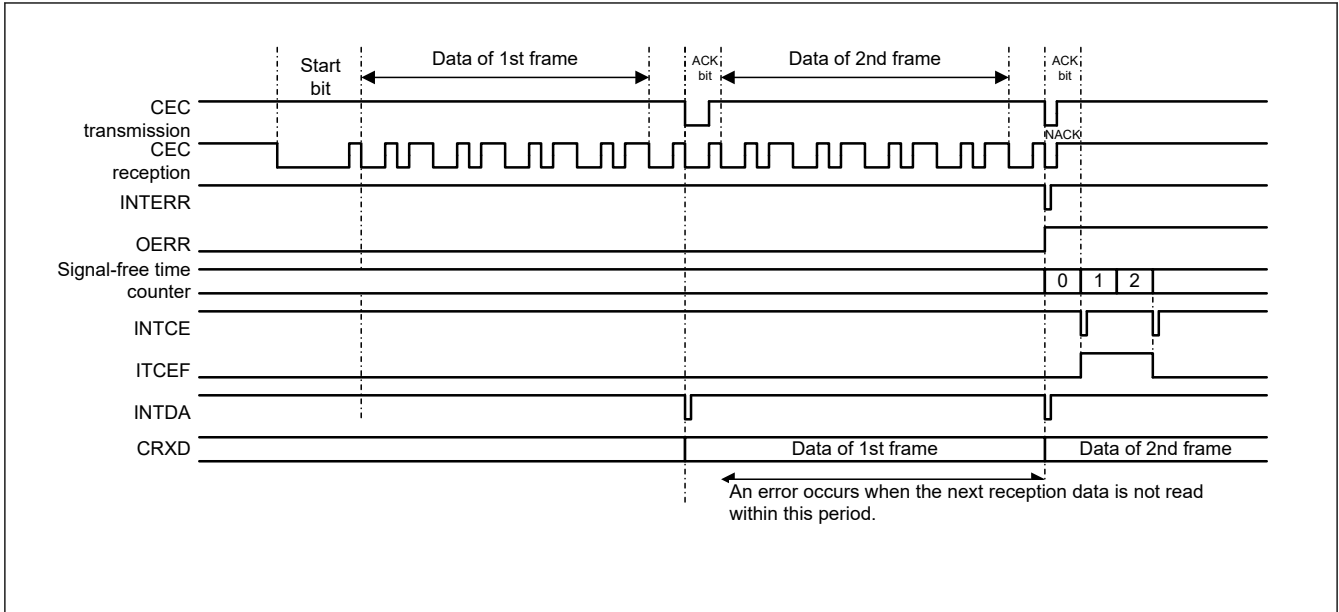 Start
bit
Data of 1st frame
ACK
bit
Data of 2nd frame
ACK
bit
CEC
transmission
NACK
CEC
reception
INTERR
OERR
Signal-free time
counter
0 1 2
INTCE
ITCEF
INTDA
CRXD
Data of 1st frame
Data of 2nd frame
An error occurs when the next reception data is not read
within this period.